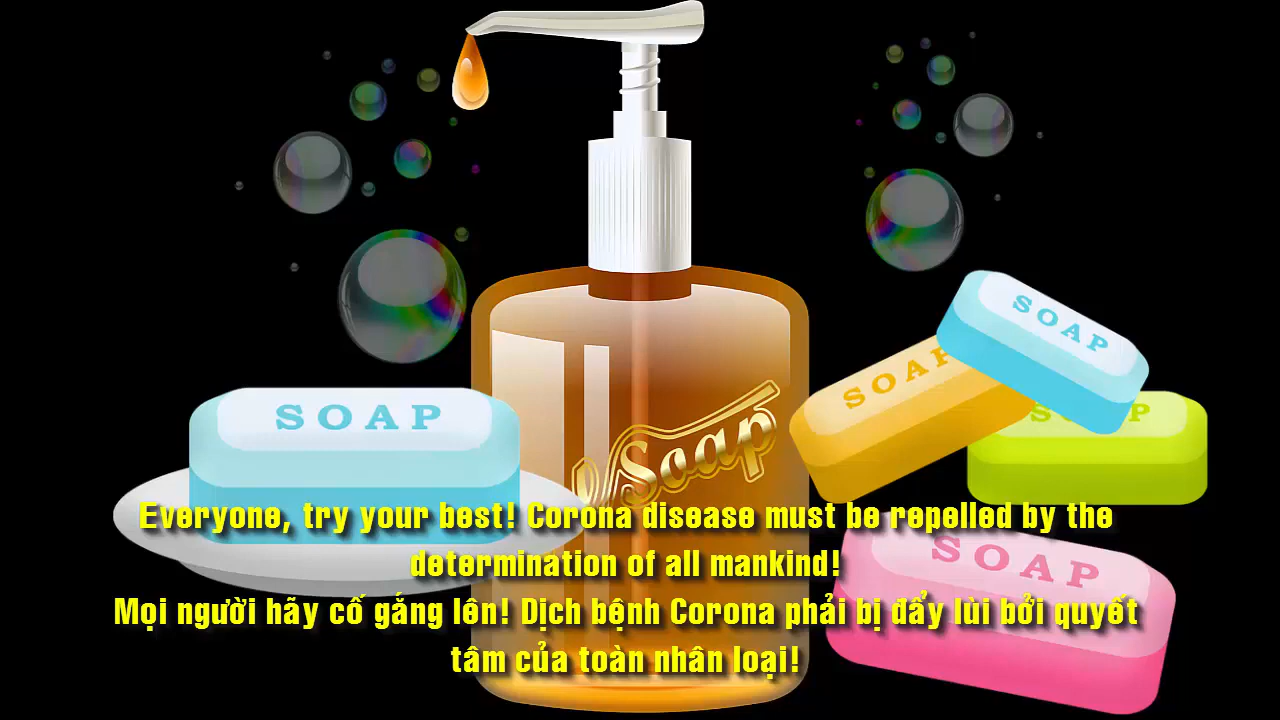 SOAP
SOAP
SOAP
SOAP
Soap
Everyone, try your best! Corona disease must be repelled by the
determination of all mankind!
SOAP
Mọi người hãy cố gắng lên! Dịch bệnh Corona phải bị đẩy lùi bởi quyết
tâm của toàn nhân loại!